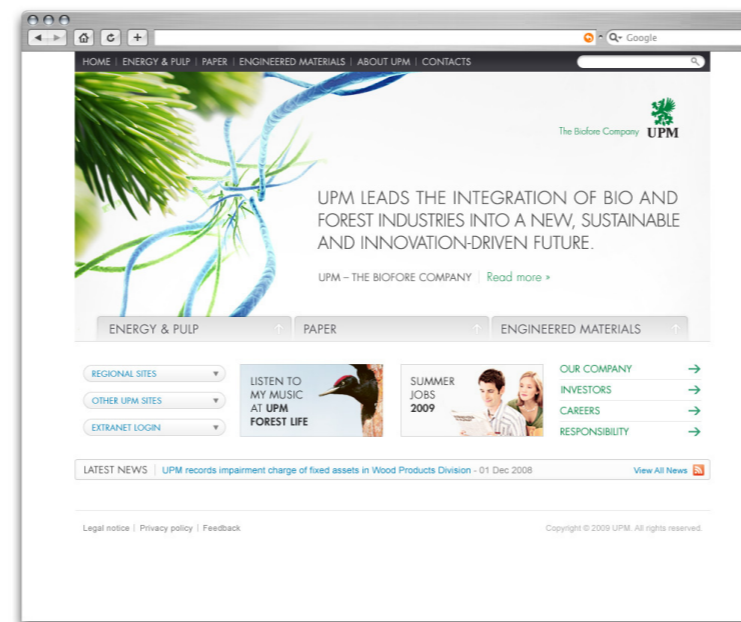 Google
HOME | ENERGY & PULP | PAPER | ENGINEERED MATERIALS | ABOUT UPM | CONTACTS
The Biofore Company UPM
UPM LEADS THE INTEGRATION OF BIO AND
FOREST INDUSTRIES INTO A NEW, SUSTAINABLE
AND INNOVATION-DRIVEN FUTURE.
UPM – THE BIOFORE COMPANY | Read more »
ENERGY & PULP
PAPER
ENGINEERED MATERIALS
REGIONAL SITES
OTHER UPM SITES
EXTRANET LOGIN
LISTEN TO
MY MUSIC
AT UPM
FOREST LIFE
SUMMER
JOBS
2009
OUR COMPANY
INVESTORS
CAREERS
RESPONSIBILITY
LATEST NEWS | UPM records impairment charge of fixed assets in Wood Products Division - 01 Dec 2008 View All News
Legal notice | Privacy policy | Feedback
Copyright © 2009 UPM. All rights reserved.